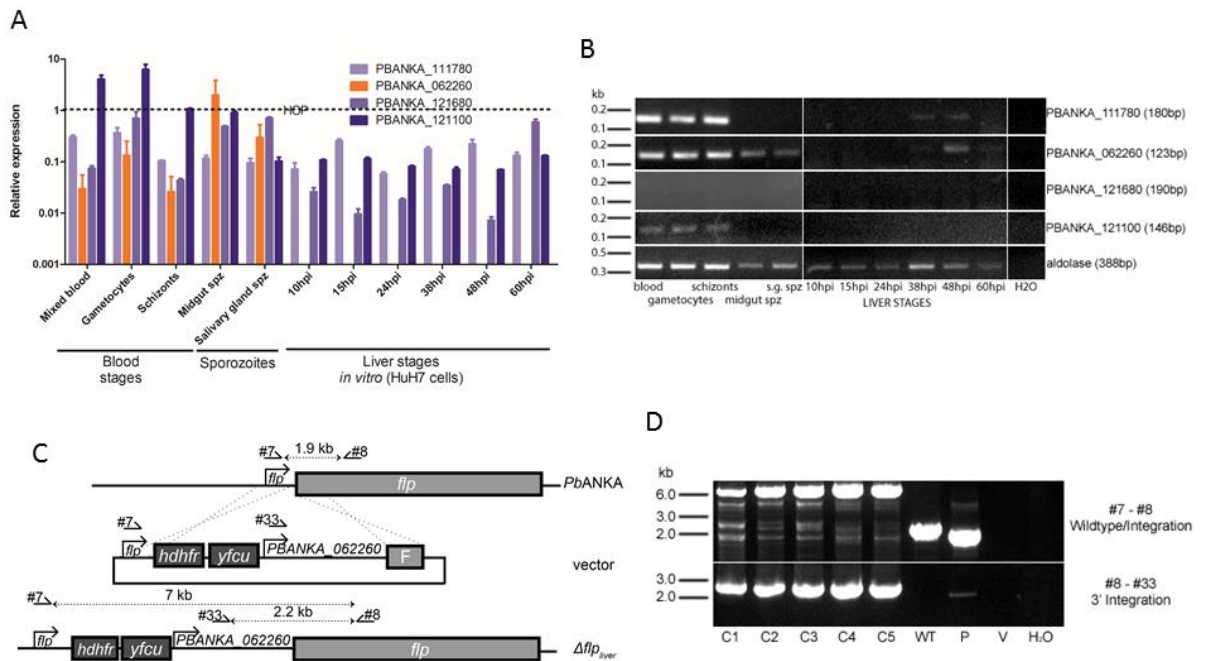 A
Relative expression
10
1
0.1
0.01
0.001
PBANKA_111780
PBANKA_062260
PBANKA_121680
PBANKA_121100
HOP
Mixed blood
Gametocytes
Schizonts
Midgut spz
Salivary gland spz
10hpi
15hpi
24hpi
38hpi
48hpi
60hpi
Blood
stages
Sporozoites
Liver stages
in vitro (HuH7 cells)
B
kb
0.2
0.1
PBANKA_111780 (180bp)
0.2
0.1
PBANKA_062260 (123bp)
0.2
0.1
PBANKA_121680 (190bp)
0.2
0.1
PBANKA_121100 (146bp)
0.5
0.3
aldolase (388bp)
blood schizonts s.g. spz 10hpi 15hpi 24hpi 38hpi 48hpi 60hpi H2O
gametocytes midgut spz LIVER STAGES
C
#7 1.9 kb #8
flp flp PbANKA
#7 #33
flp hdhfr yfcu PBANKA_062260 F vector
#7 7 kb
#33 2.2 kb #8
flp hdhfr yfcu PBANKA_062260 flp Δflpliver
D
kb
6.0
3.0
2.0
#7 - #8
Wildtype/Integration
3.0
2.0
#8 - #33
3' Integration
C1 C2 C3 C4 C5 WT P V H2O